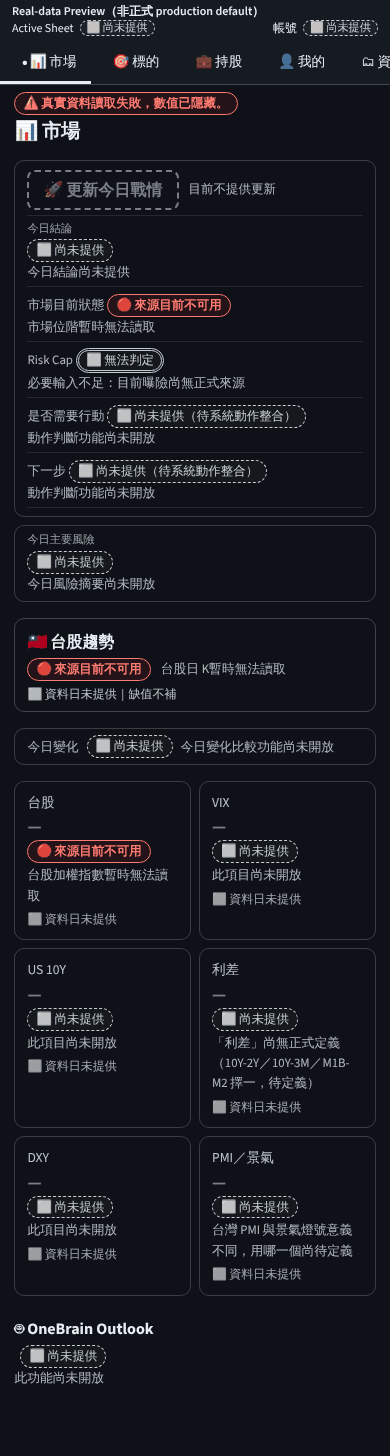 Real-data Preview（非正式 production default）
Active Sheet 尚未提供 帳號 尚未提供
• 市場 標的 持股 我的 資
真實資料讀取失敗，數值已隱藏。
市場
更新今日戰情 目前不提供更新
今日結論
尚未提供
今日結論尚未提供
市場目前狀態 來源目前不可用
市場位階暫時無法讀取
Risk Cap 無法判定
必要輸入不足：目前曝險尚無正式來源
是否需要行動 尚未提供（待系統動作整合）
動作判斷功能尚未開放
下一步 尚未提供（待系統動作整合）
動作判斷功能尚未開放
今日主要風險
尚未提供
今日風險摘要尚未開放
台股趨勢
來源目前不可用 台股日 K暫時無法讀取
資料日未提供｜缺值不補
今日變化 尚未提供 今日變化比較功能尚未開放
台股
—
來源目前不可用
台股加權指數暫時無法讀
取
資料日未提供
VIX
—
尚未提供
此項目尚未開放
資料日未提供
US 10Y
—
尚未提供
此項目尚未開放
資料日未提供
利差
—
尚未提供
「利差」尚無正式定義
（10Y-2Y／10Y-3M／M1B-
M2 擇一，待定義）
資料日未提供
DXY
—
尚未提供
此項目尚未開放
資料日未提供
PMI／景氣
—
尚未提供
台灣 PMI 與景氣燈號意義
不同，用哪一個尚待定義
資料日未提供
OneBrain Outlook
尚未提供
此功能尚未開放